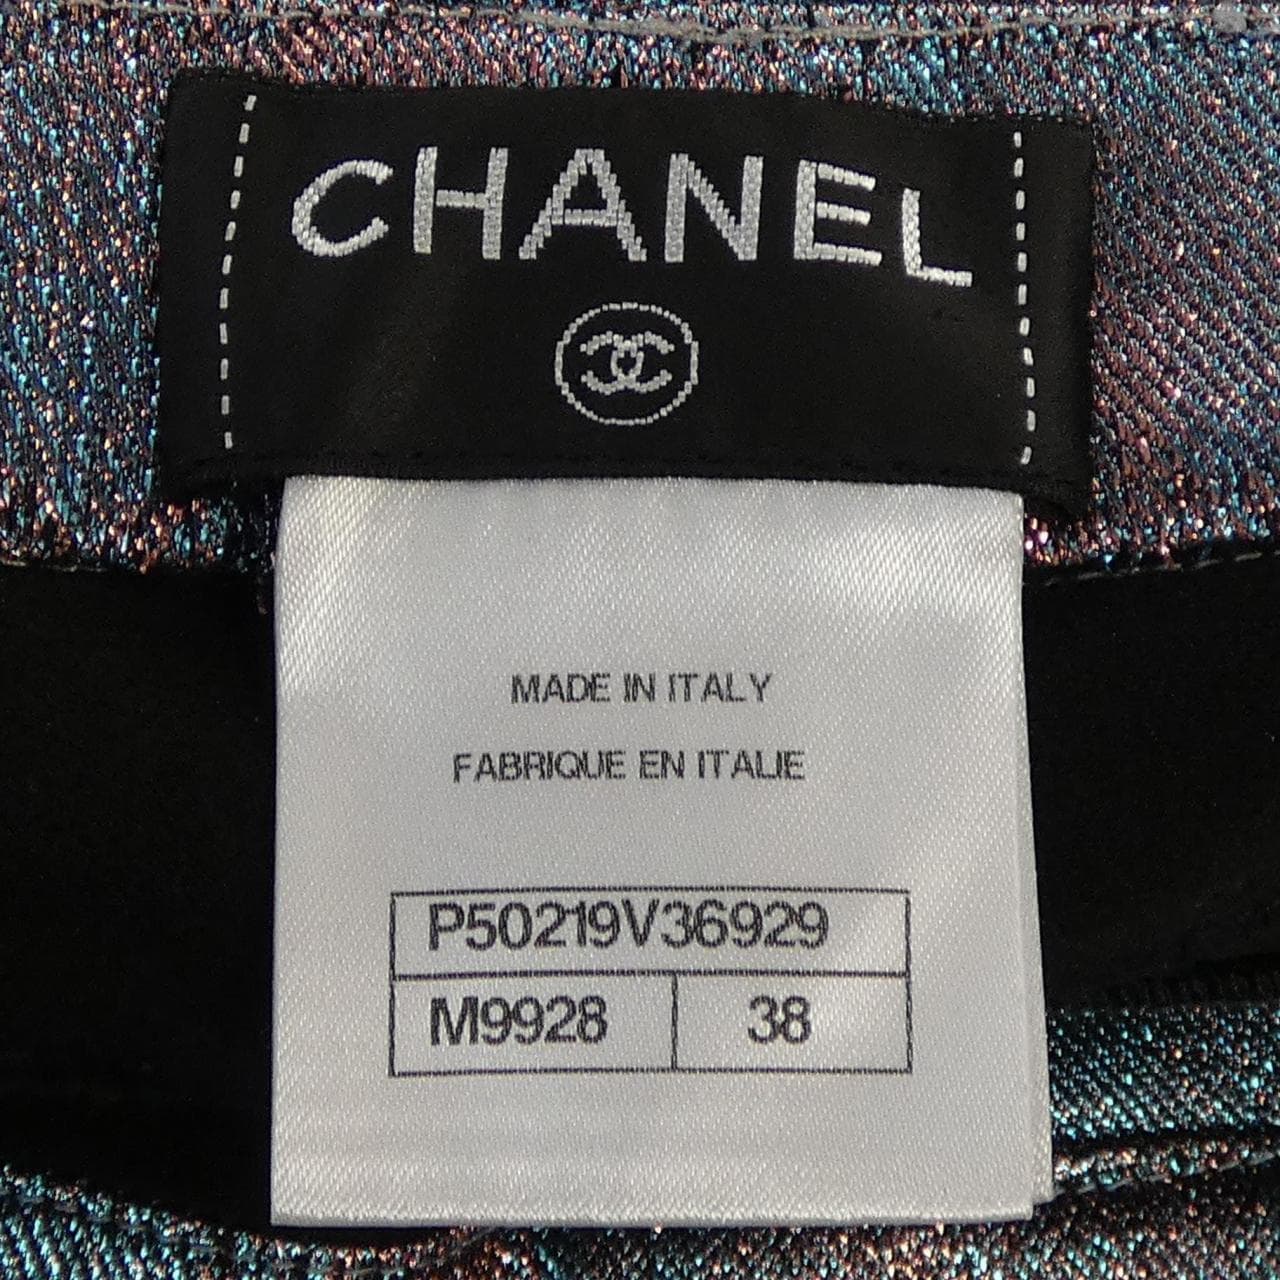 CHANEL
MADE IN ITALY
FABRIQUE EN ITALIE
P50219V36929
M9928 38